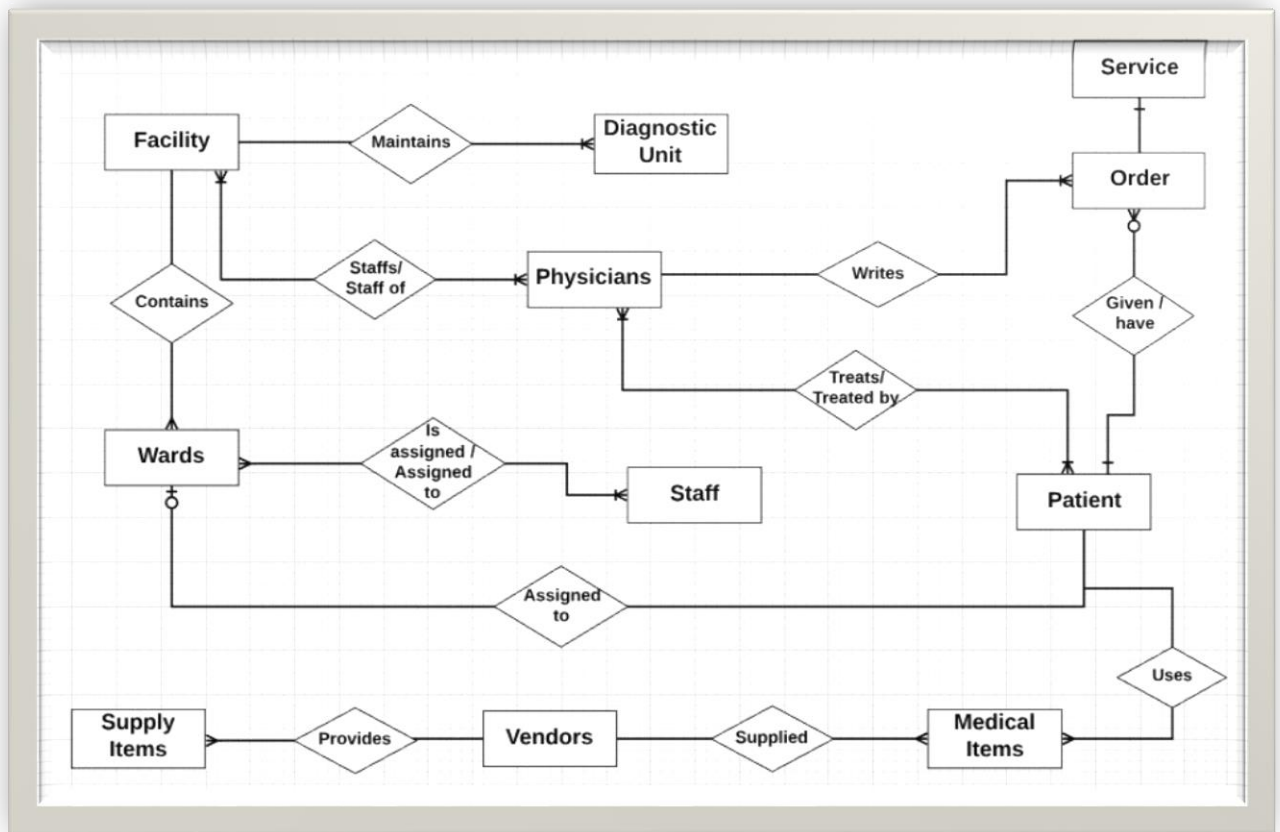 Service
Facility
Maintains
Diagnostic
Unit
Order
Staffs/
Staff of
Physicians
Writes
Contains
Given /
have
Treats/
Treated by
Wards
Is
assigned /
Assigned
to
Staff
Patient
Assigned
to
Uses
Supply
Items
Provides
Vendors
Supplied
Medical
Items